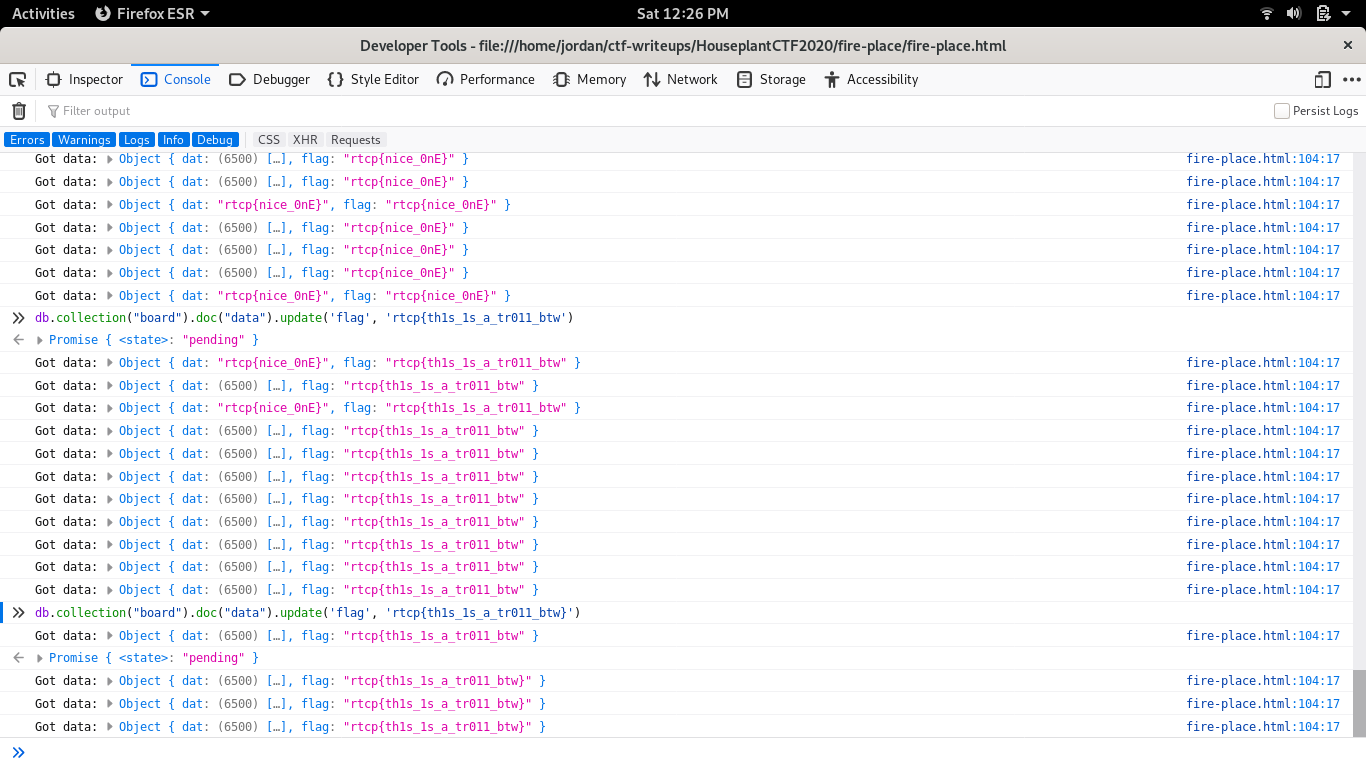 Activities Firefox ESR Sat 12:26 PM
Developer Tools - file:///home/jordan/ctf-writeups/HouseplantCTF2020/fire-place/fire-place.html ×
Inspector Console Debugger Style Editor Performance Memory Network Storage Accessibility
Filter output Persist Logs
Errors Warnings Logs Info Debug CSS XHR Requests
Got data: Object { dat: (6500) […], flag: "rtcp{nice_0nE}" } fire-place.html:104:17
Got data: Object { dat: (6500) […], flag: "rtcp{nice_0nE}" } fire-place.html:104:17
Got data: Object { dat: "rtcp{nice_0nE}", flag: "rtcp{nice_0nE}" } fire-place.html:104:17
Got data: Object { dat: (6500) […], flag: "rtcp{nice_0nE}" } fire-place.html:104:17
Got data: Object { dat: (6500) […], flag: "rtcp{nice_0nE}" } fire-place.html:104:17
Got data: Object { dat: (6500) […], flag: "rtcp{nice_0nE}" } fire-place.html:104:17
Got data: Object { dat: "rtcp{nice_0nE}", flag: "rtcp{nice_0nE}" } fire-place.html:104:17
db.collection("board").doc("data").update('flag', 'rtcp{th1s_1s_a_tr011_btw')
Promise { <state>: "pending" }
Got data: Object { dat: "rtcp{nice_0nE}", flag: "rtcp{th1s_1s_a_tr011_btw" } fire-place.html:104:17
Got data: Object { dat: (6500) […], flag: "rtcp{th1s_1s_a_tr011_btw" } fire-place.html:104:17
Got data: Object { dat: "rtcp{nice_0nE}", flag: "rtcp{th1s_1s_a_tr011_btw" } fire-place.html:104:17
Got data: Object { dat: (6500) […], flag: "rtcp{th1s_1s_a_tr011_btw" } fire-place.html:104:17
Got data: Object { dat: (6500) […], flag: "rtcp{th1s_1s_a_tr011_btw" } fire-place.html:104:17
Got data: Object { dat: (6500) […], flag: "rtcp{th1s_1s_a_tr011_btw" } fire-place.html:104:17
Got data: Object { dat: (6500) […], flag: "rtcp{th1s_1s_a_tr011_btw" } fire-place.html:104:17
Got data: Object { dat: (6500) […], flag: "rtcp{th1s_1s_a_tr011_btw" } fire-place.html:104:17
Got data: Object { dat: (6500) […], flag: "rtcp{th1s_1s_a_tr011_btw" } fire-place.html:104:17
Got data: Object { dat: (6500) […], flag: "rtcp{th1s_1s_a_tr011_btw" } fire-place.html:104:17
Got data: Object { dat: (6500) […], flag: "rtcp{th1s_1s_a_tr011_btw" } fire-place.html:104:17
db.collection("board").doc("data").update('flag', 'rtcp{th1s_1s_a_tr011_btw}')
Got data: Object { dat: (6500) […], flag: "rtcp{th1s_1s_a_tr011_btw" } fire-place.html:104:17
Promise { <state>: "pending" }
Got data: Object { dat: (6500) […], flag: "rtcp{th1s_1s_a_tr011_btw}" } fire-place.html:104:17
Got data: Object { dat: (6500) […], flag: "rtcp{th1s_1s_a_tr011_btw}" } fire-place.html:104:17
Got data: Object { dat: (6500) […], flag: "rtcp{th1s_1s_a_tr011_btw}" } fire-place.html:104:17